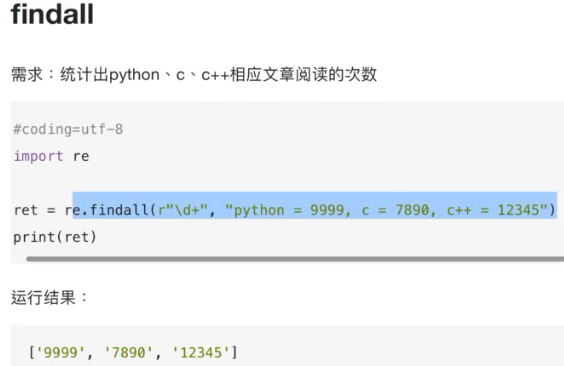 findall
需求：统计出python、c、c++相应文章阅读的次数
#coding=utf-8
import re
ret = re.findall(r"\d+", "python = 9999, c = 7890, c++ = 12345")
print(ret)
运行结果：
['9999', '7890', '12345']